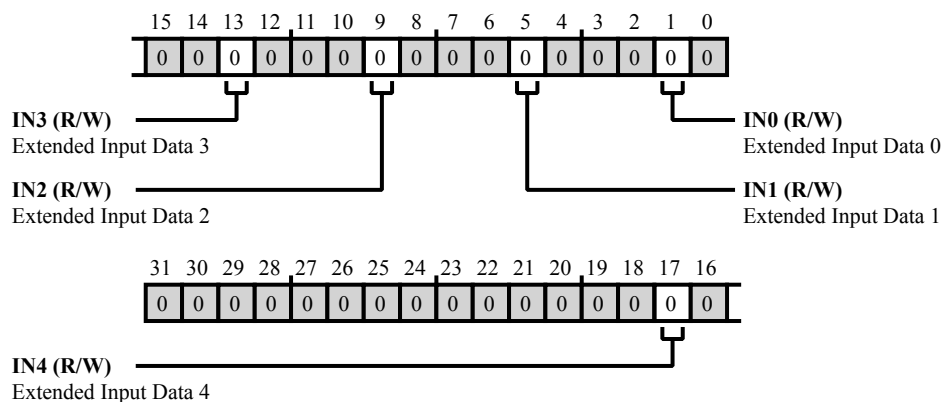 15 14 13 12 11 10 9 8 7 6 5 4 3 2 1 0
0 0 0 0 0 0 0 0 0 0 0 0 0 0 0 0
IN3 (R/W)
Extended Input Data 3
IN0 (R/W)
Extended Input Data 0
IN2 (R/W)
Extended Input Data 2
IN1 (R/W)
Extended Input Data 1
31 30 29 28 27 26 25 24 23 22 21 20 19 18 17 16
0 0 0 0 0 0 0 0 0 0 0 0 0 0 0 0
IN4 (R/W)
Extended Input Data 4